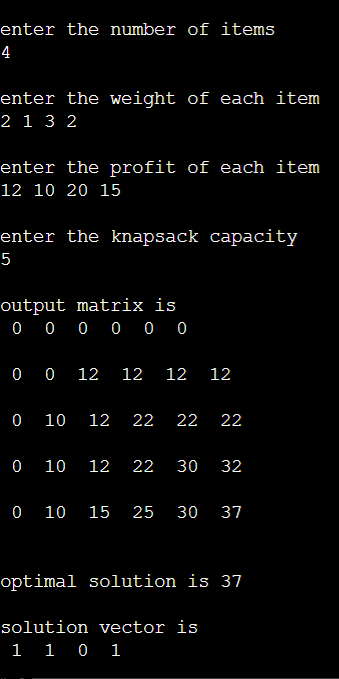 enter the number of items
4
enter the weight of each item
2 1 3 2
enter the profit of each item
12 10 20 15
enter the knapsack capacity
5
output matrix is
0 0 0 0 0 0
0 0 12 12 12 12
0 10 12 22 22 22
0 10 12 22 30 32
0 10 15 25 30 37
optimal solution is 37
solution vector is
1 1 0 1